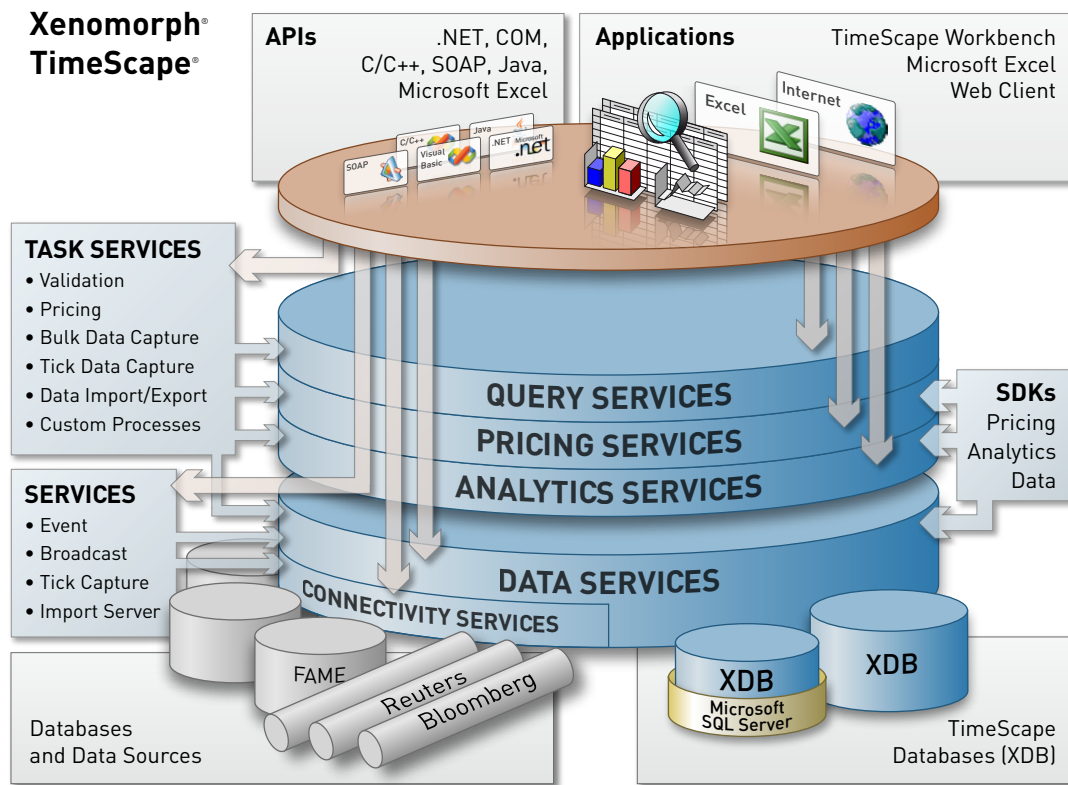 Xenomorph®
TimeScape®
APIs
.NET, COM,
C/C++, SOAP, Java,
Microsoft Excel
Applications
TimeScape Workbench
Microsoft Excel
Web Client
SOAP
C/C++
Visual
Basic
Java
.NET
Microsoft
.net
Excel
Internet
TASK SERVICES
• Validation
• Pricing
• Bulk Data Capture
• Tick Data Capture
• Data Import/Export
• Custom Processes
SERVICES
• Event
• Broadcast
• Tick Capture
• Import Server
QUERY SERVICES
PRICING SERVICES
ANALYTICS SERVICES
DATA SERVICES
CONNECTIVITY SERVICES
SDKs
Pricing
Analytics
Data
FAME
Reuters
Bloomberg
Databases
and Data Sources
XDB
Microsoft
SQL Server
XDB
TimeScape
Databases (XDB)